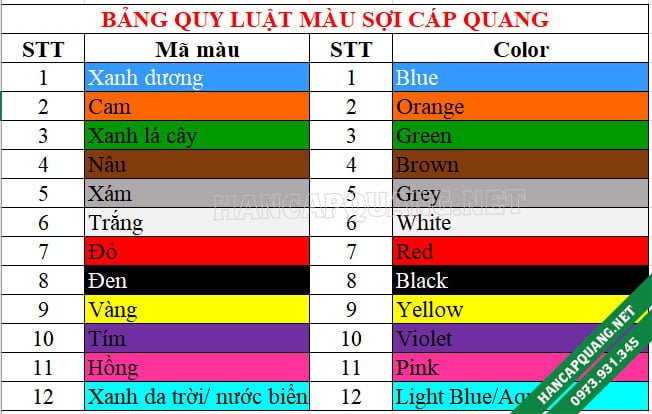 BẢNG QUY LUẬT MÀU SỢI CÁP QUANG
STT Mã màu STT Color
1 Xanh dương 1 Blue
2 Cam 2 Orange
3 Xanh lá cây 3 Green
4 Nâu 4 Brown
5 Xám 5 Grey
6 Trắng 6 White
7 Đỏ 7 Red
8 Đen 8 Black
9 Vàng 9 Yellow
10 Tím 10 Violet
11 Hồng 11 Pink
12 Xanh da trời/ nước biển 12 Light Blue/
HANCAPQUANG.NET
HANCAPQUANG.NET
0973.931.345